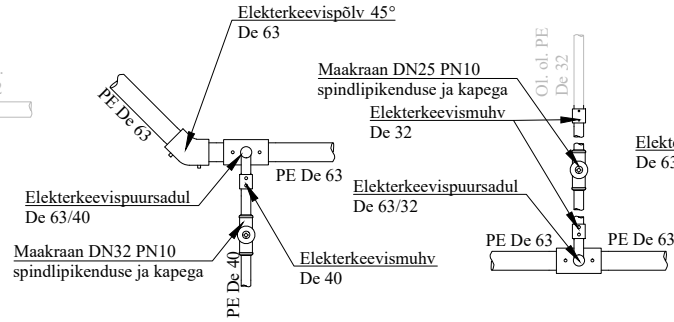 Elekterkeevispõlv 45°
De 63
PE De 63
PE De 63
Elekterkeevispuursadul
De 63/40
Maakraan DN32 PN10
spindlipikenduse ja kapega
PE De 40
Elekterkeevismuhv
De 40
Ol. ol. PE
De 32
Maakraan DN25 PN10
spindlipikenduse ja kapega
Elekterkeevismuhv
De 32
Elekterkeevispuursadul
De 63/32
PE De 63
PE De 63
De 63